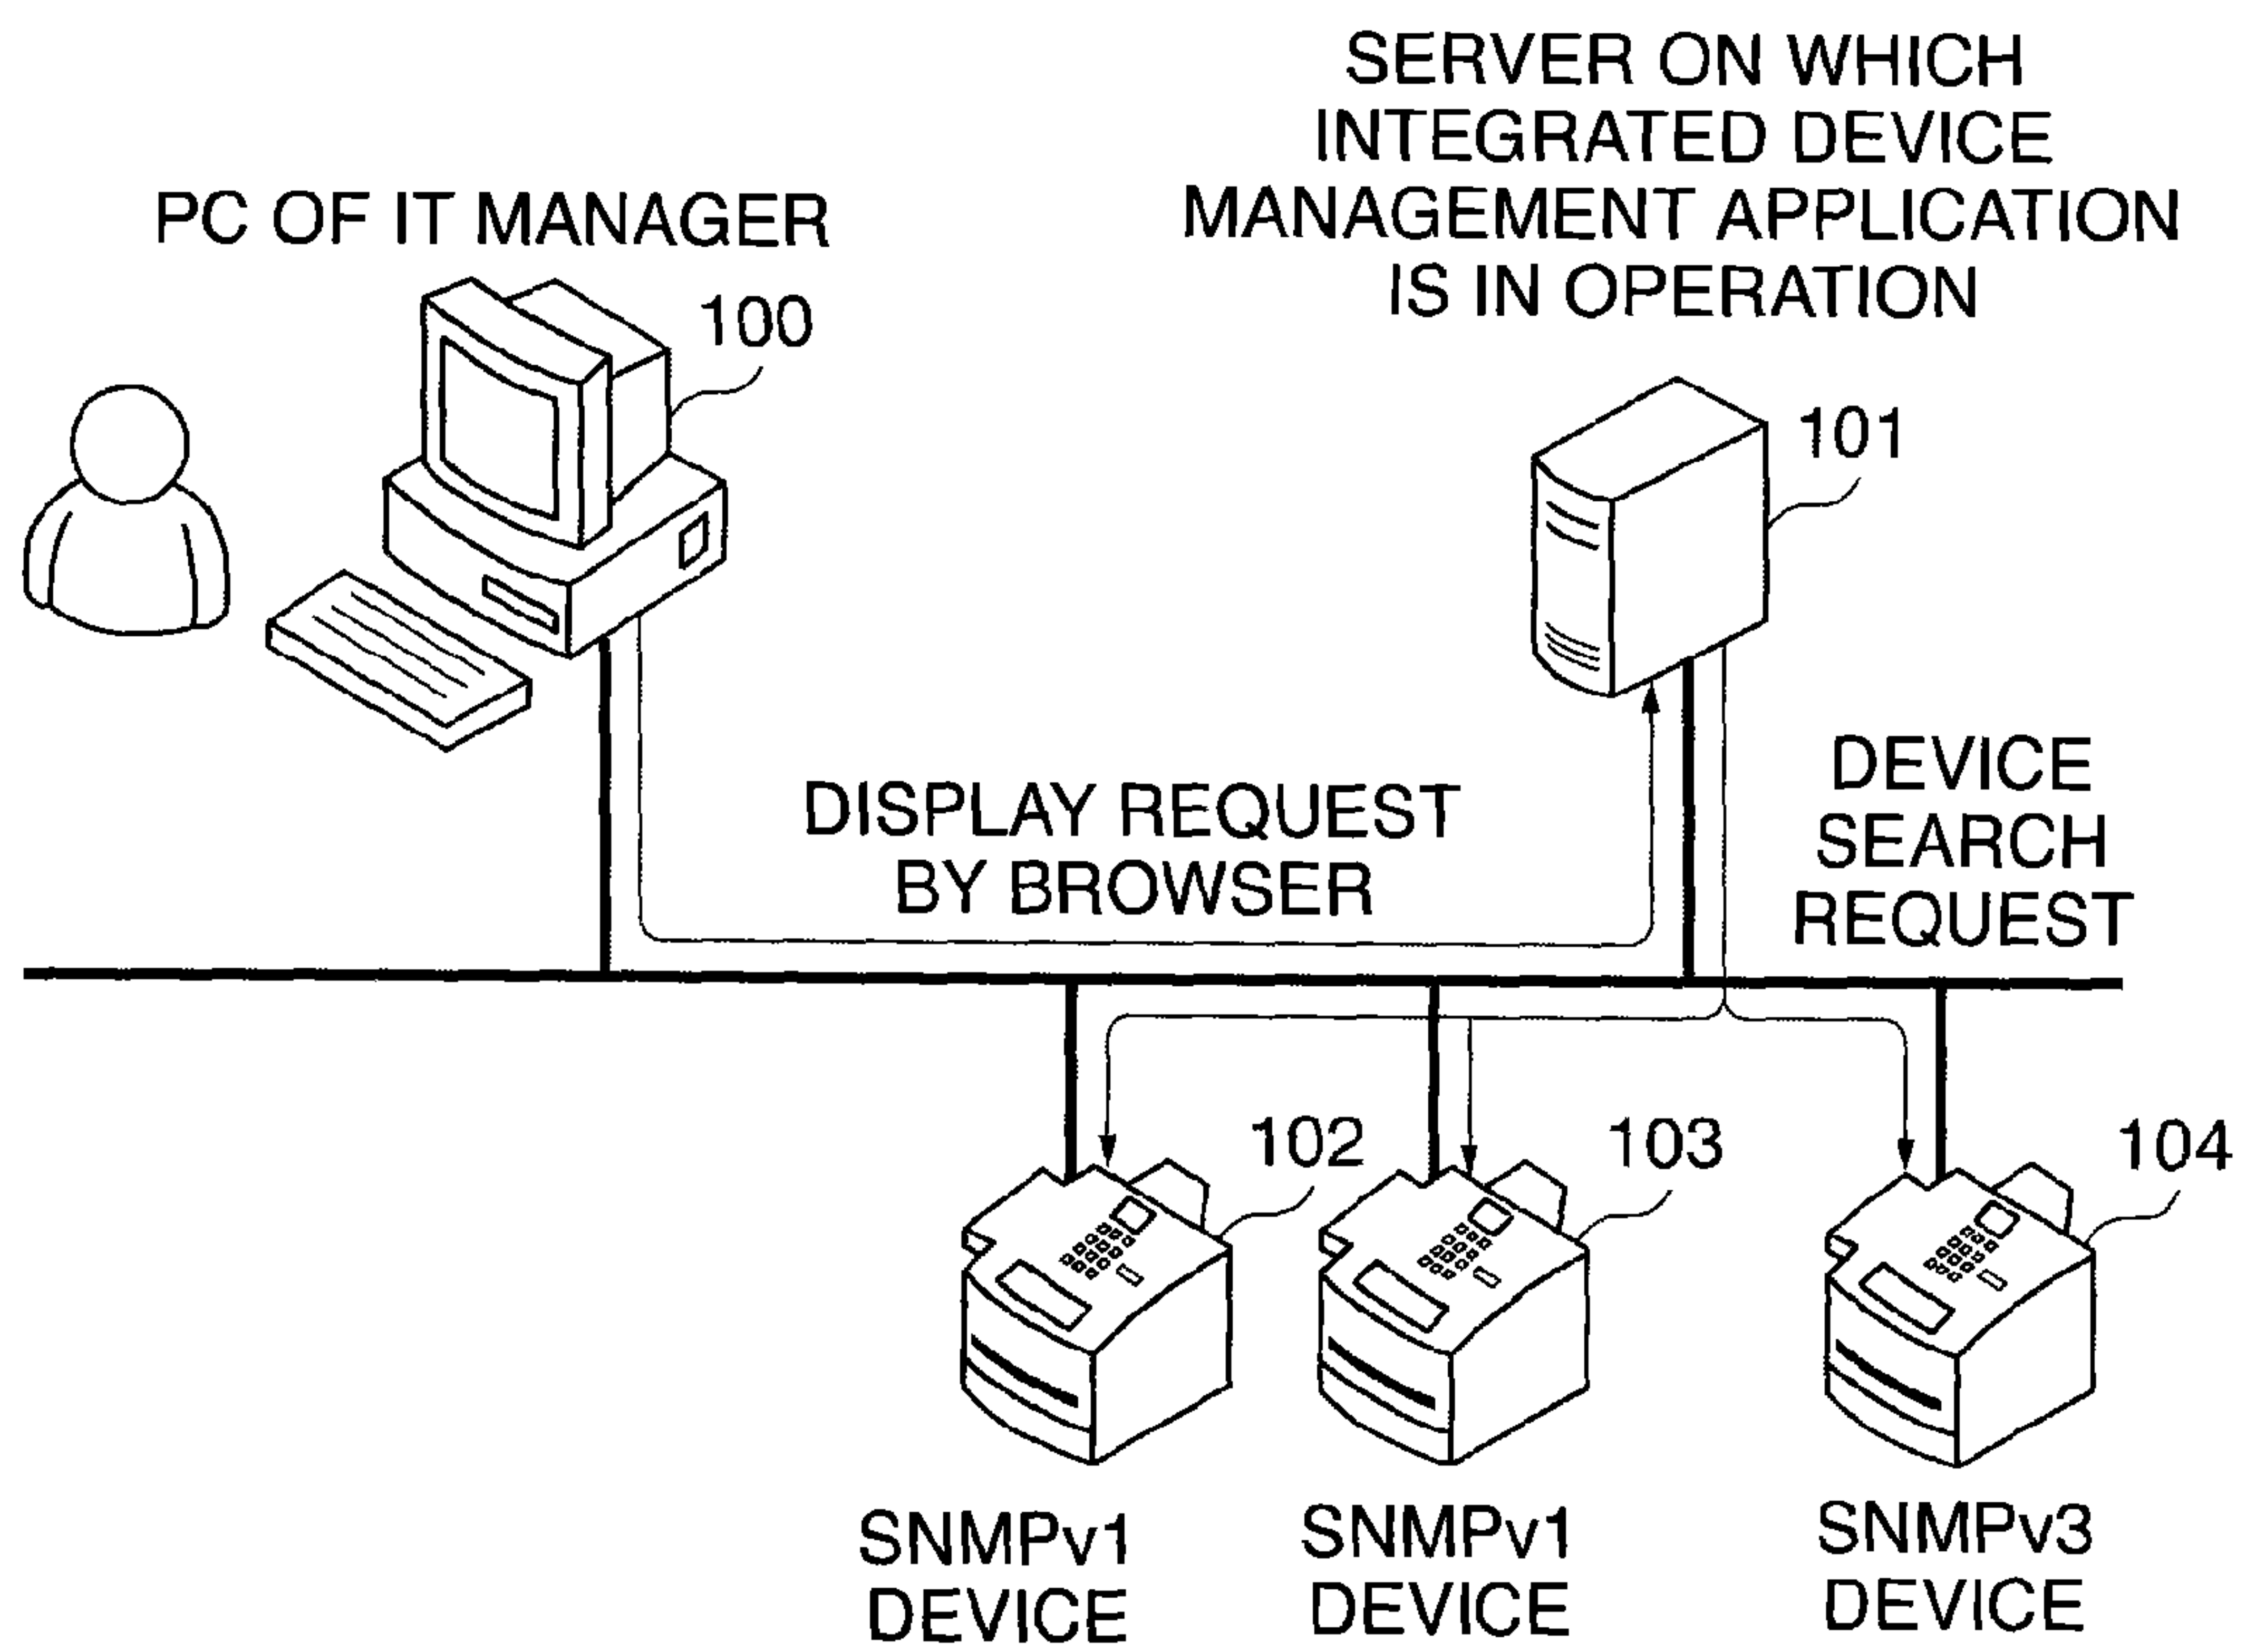 SERVER ON WHICH
INTEGRATED DEVICE
MANAGEMENT APPLICATION
IS IN OPERATION
PC OF IT MANAGER
100
101
DISPLAY REQUEST
BY BROWSER
DEVICE
SEARCH
REQUEST
102
103
104
SNMPv1
DEVICE
SNMPv1
DEVICE
SNMPv3
DEVICE